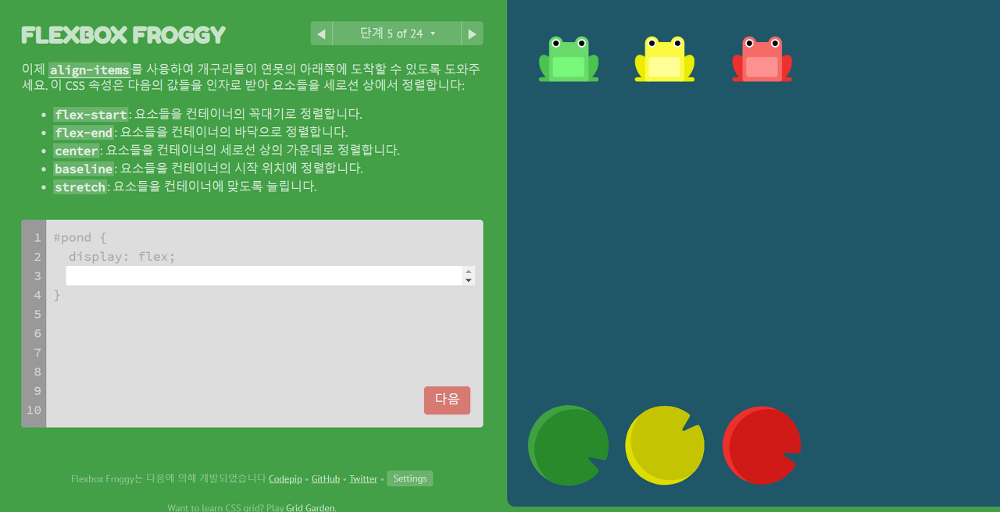 FLEXBOX FROGGY
◀ 단계 5 of 24 ▾ ▶
이제 align-items를 사용하여 개구리들이 연못의 아래쪽에 도착할 수 있도록 도와주
세요. 이 CSS 속성은 다음의 값들을 인자로 받아 요소들을 세로선 상에서 정렬합니다:
• flex-start: 요소들을 컨테이너의 꼭대기로 정렬합니다.
• flex-end: 요소들을 컨테이너의 바닥으로 정렬합니다.
• center: 요소들을 컨테이너의 세로선 상의 가운데로 정렬합니다.
• baseline: 요소들을 컨테이너의 시작 위치에 정렬합니다.
• stretch: 요소들을 컨테이너에 맞도록 늘립니다.
1 #pond {
2 display: flex;
3
4 }
5
6
7
8
9
10
다음
Flexbox Froggy는 다음에 의해 개발되었습니다 Codepip • GitHub • Twitter • Settings
Want to learn CSS grid? Play Grid Garden.